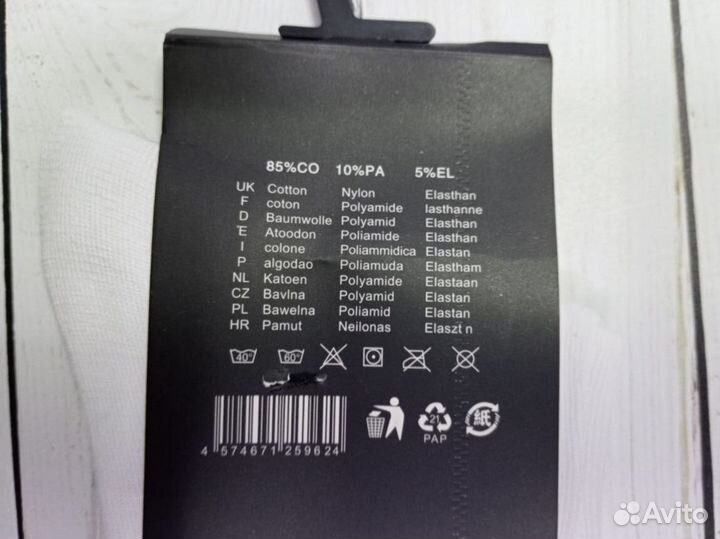 85%CO 10%PA 5%EL
UK Cotton Nylon Elasthan
F coton Polyamide lasthanne
D Baumwolle Polyamid Elasthan
E Atoodon Poliamide Elasthan
I colone Poliammidica Elastan
P algodao Poliamuda Elastham
NL Katoen Polyamide Elastaan
CZ Bavlna Polyamid Elastan
PL Bawelna Poliamid Elastan
HR Pamut Neilonas Elaszt n
40° 60°
21
PAP
紙
4 574671 259624
Avito